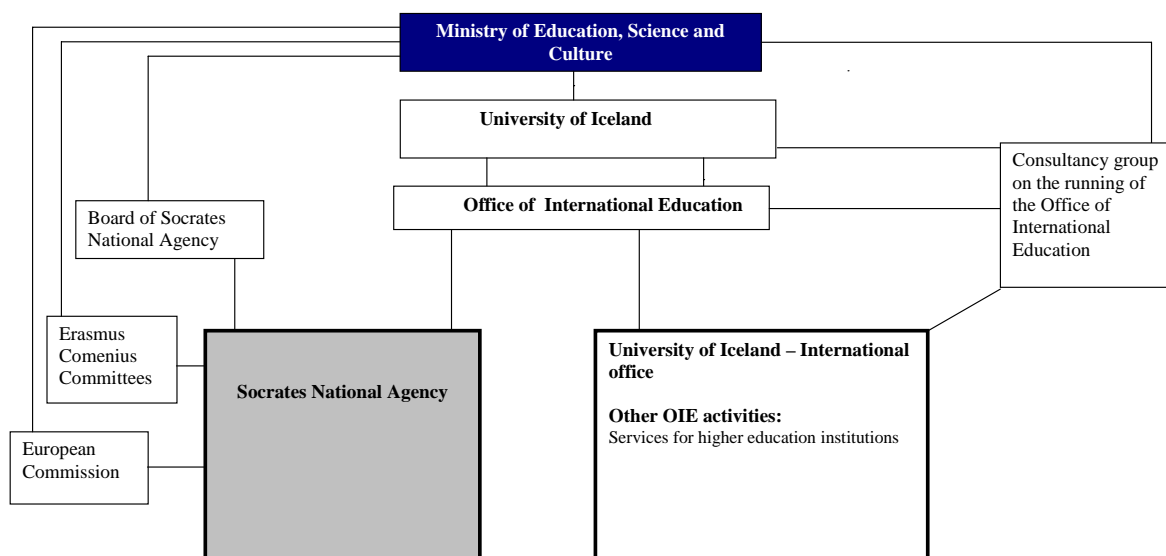 Ministry of Education, Science and
Culture
University of Iceland
Office of International Education
Consultancy group
on the running of
the Office of
International
Education
Board of Socrates
National Agency
Erasmus
Comenius
Committees
European
Commission
Socrates National Agency
University of Iceland – International
office
Other OIE activities:
Services for higher education institutions